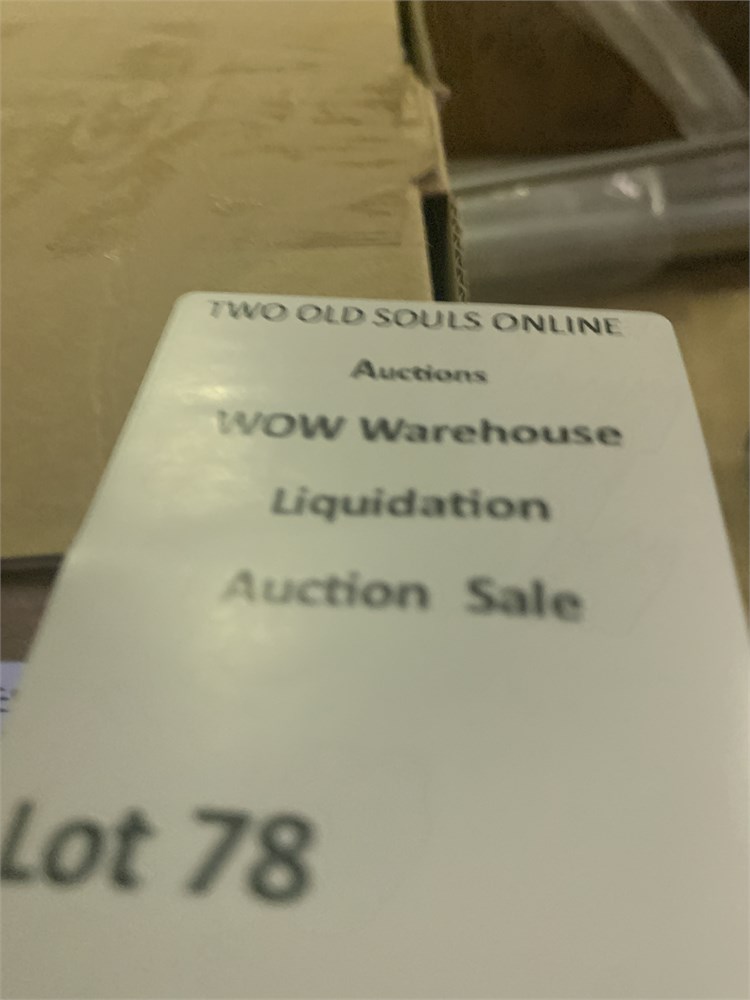 TWO OLD SOULS ONLINE
Auctions
WOW Warehouse
Liquidation
Auction Sale
Lot 78